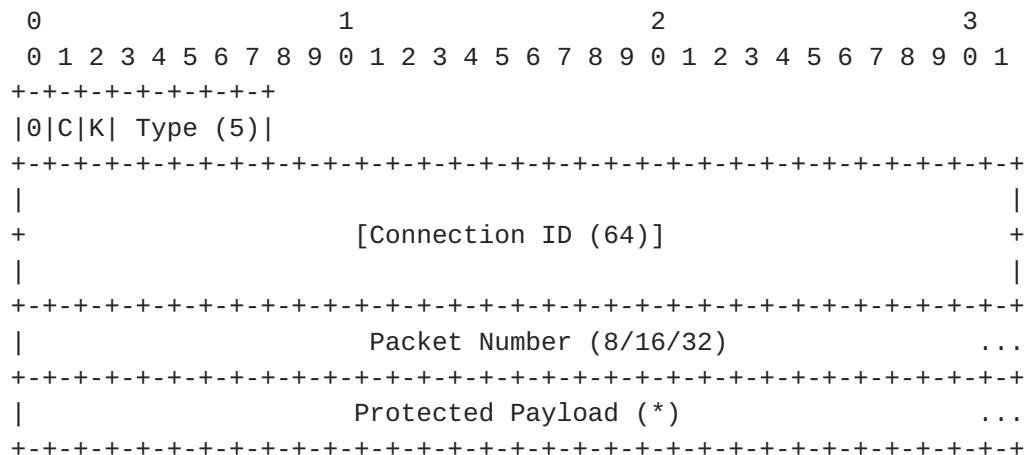 0                   1                   2                   3
 0 1 2 3 4 5 6 7 8 9 0 1 2 3 4 5 6 7 8 9 0 1 2 3 4 5 6 7 8 9 0 1
+-+-+-+-+-+-+-+-+
|0|C|K| Type (5)|
+-+-+-+-+-+-+-+-+-+-+-+-+-+-+-+-+-+-+-+-+-+-+-+-+-+-+-+-+-+-+-+-+
|                                                               |
+                     [Connection ID (64)]                      +
|                                                               |
+-+-+-+-+-+-+-+-+-+-+-+-+-+-+-+-+-+-+-+-+-+-+-+-+-+-+-+-+-+-+-+-+
|                      Packet Number (8/16/32)                ...
+-+-+-+-+-+-+-+-+-+-+-+-+-+-+-+-+-+-+-+-+-+-+-+-+-+-+-+-+-+-+-+-+
|                     Protected Payload (*)                   ...
+-+-+-+-+-+-+-+-+-+-+-+-+-+-+-+-+-+-+-+-+-+-+-+-+-+-+-+-+-+-+-+-+